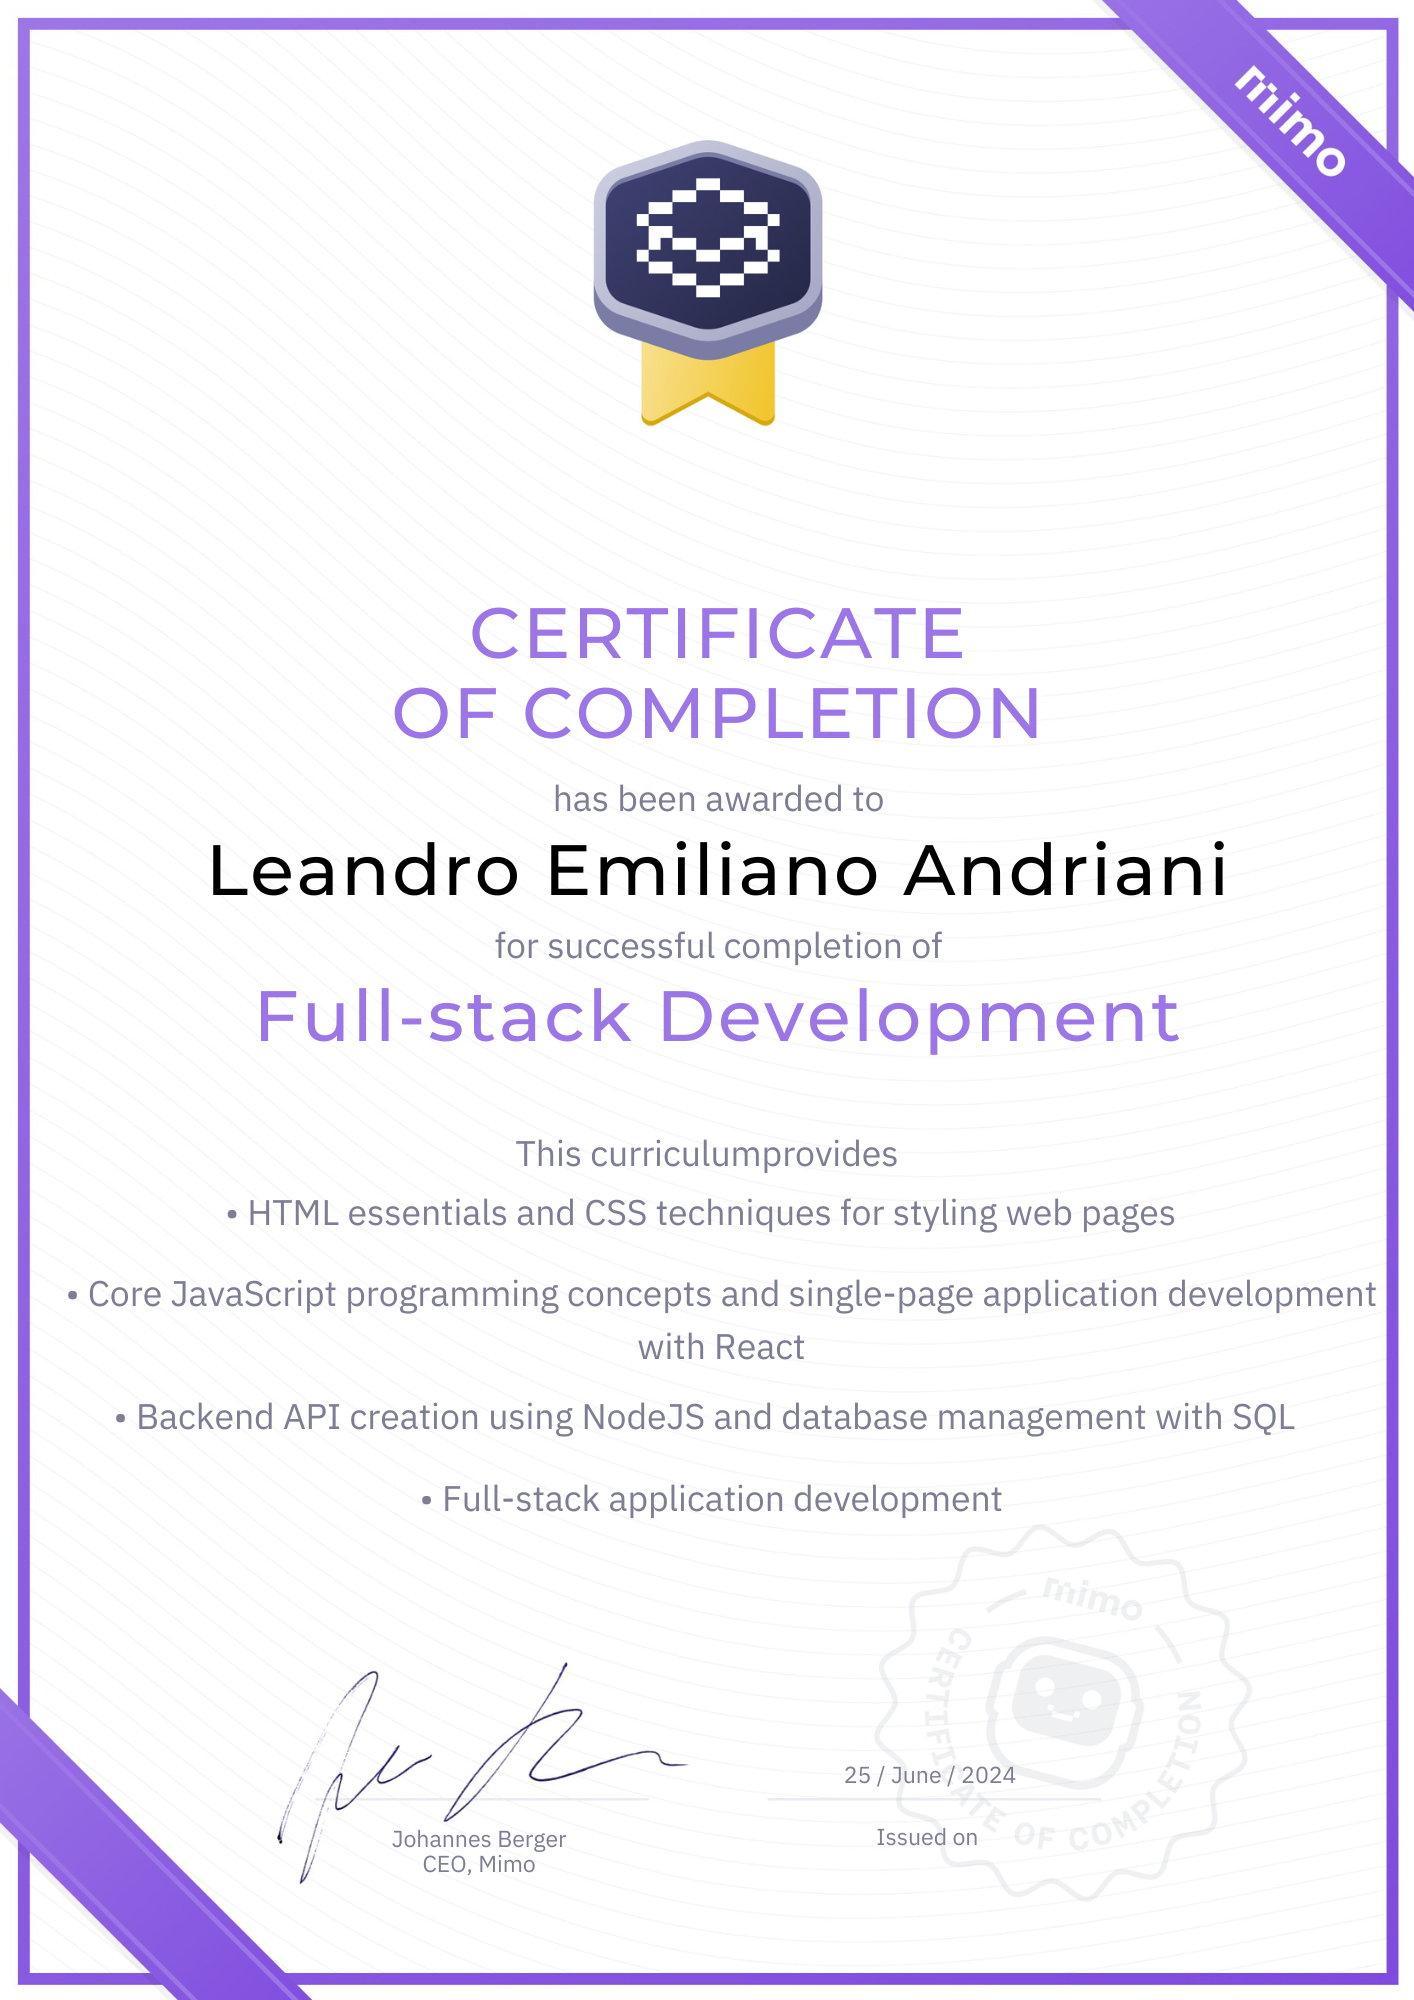 mimo
CERTIFICATE
OF COMPLETION
has been awarded to
Leandro Emiliano Andriani
for successful completion of
Full-stack Development
This curriculumprovides
• HTML essentials and CSS techniques for styling web pages
• Core JavaScript programming concepts and single-page application development
with React
• Backend API creation using NodeJS and database management with SQL
• Full-stack application development
mimo
CERTIFICATE OF COMPLETION
25 / June / 2024
Johannes Berger
CEO, Mimo
Issued on